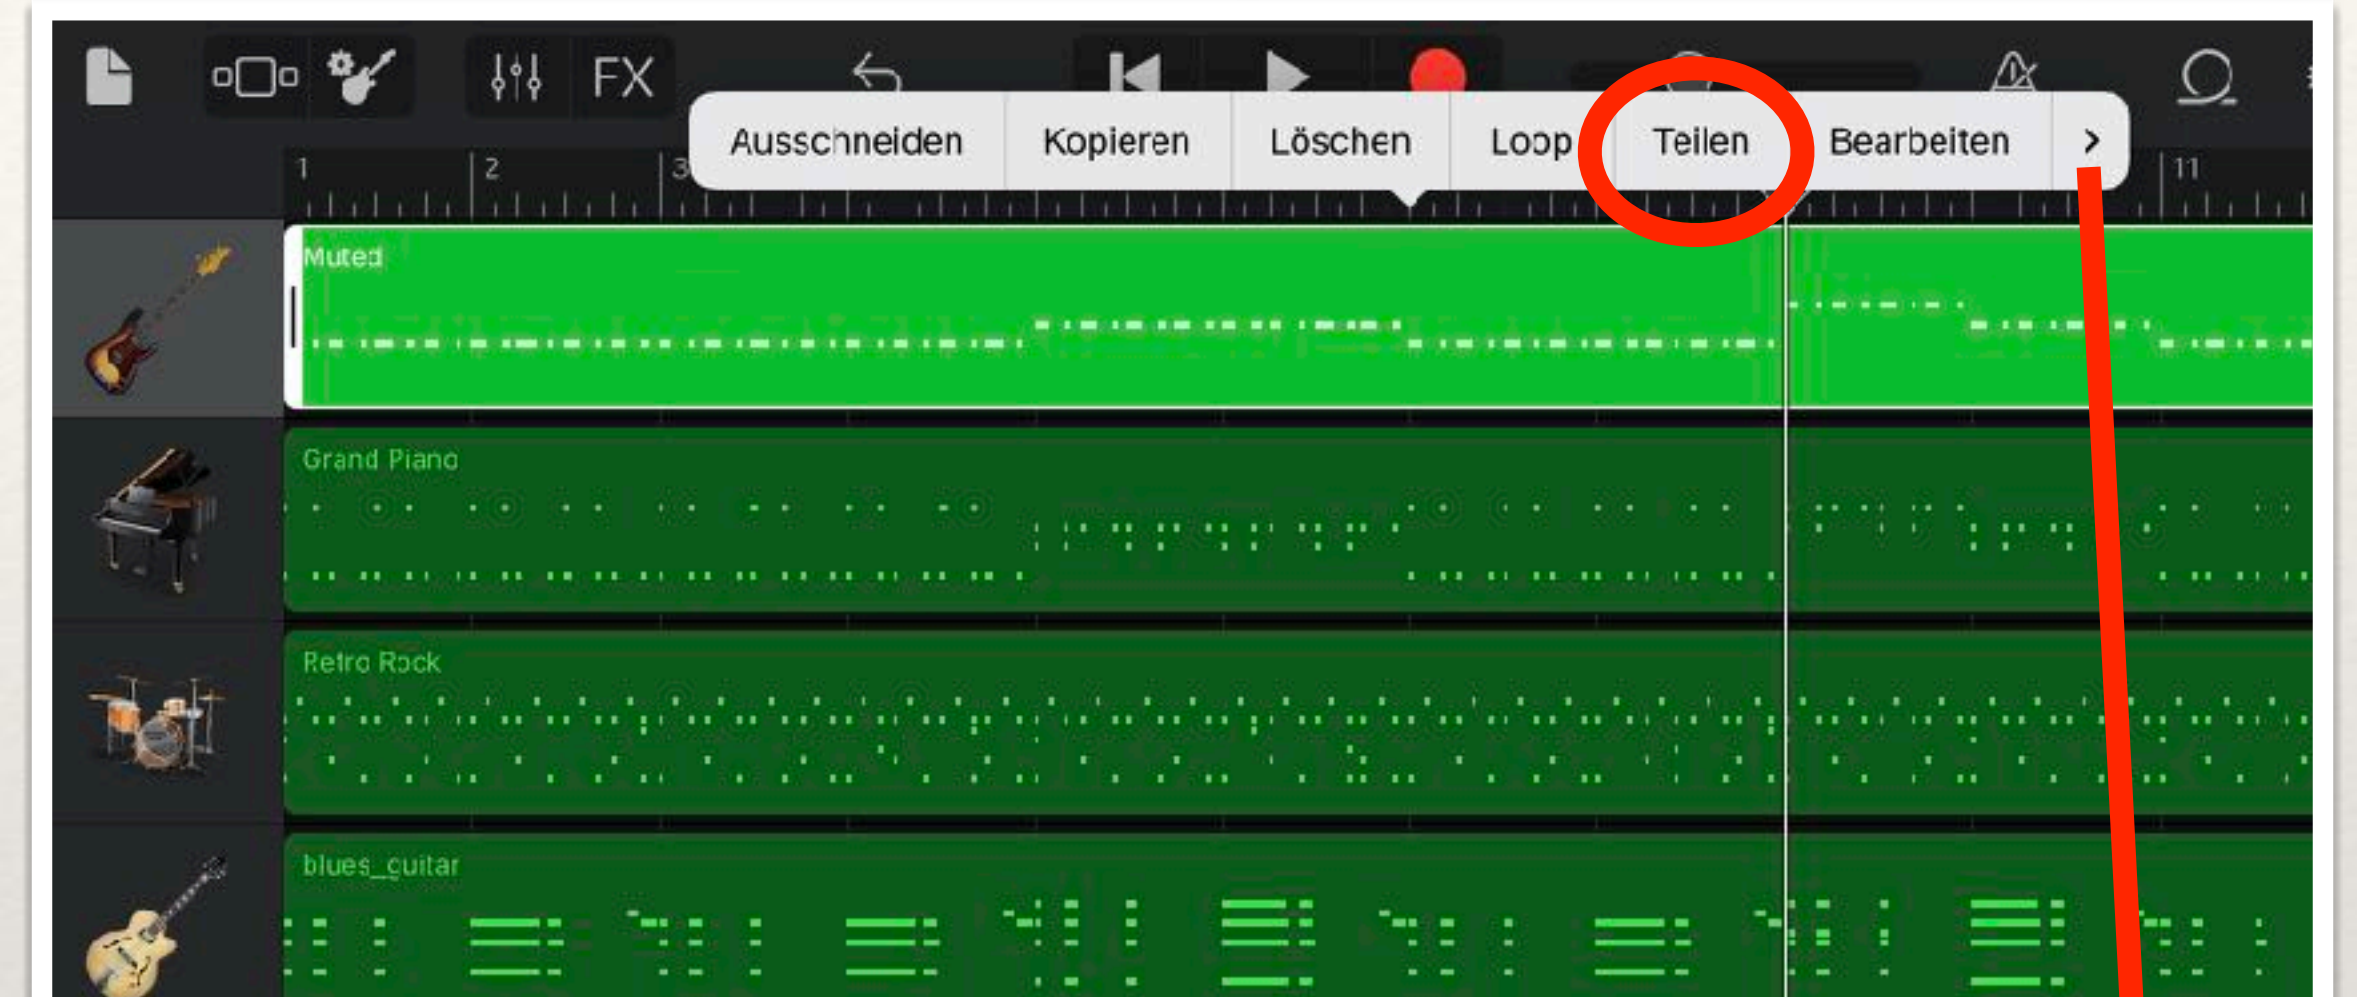 FX
Ausschneiden Kopieren Löschen Loop Teilen Bearbeiten >
1 2 3 11
Muted
Grand Piano
Retro Rock
blues_guitar